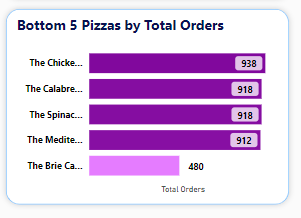 Bottom 5 Pizzas by Total Orders
The Chicke... 938
The Calabre... 918
The Spinac... 918
The Medite... 912
The Brie Ca... 480
Total Orders